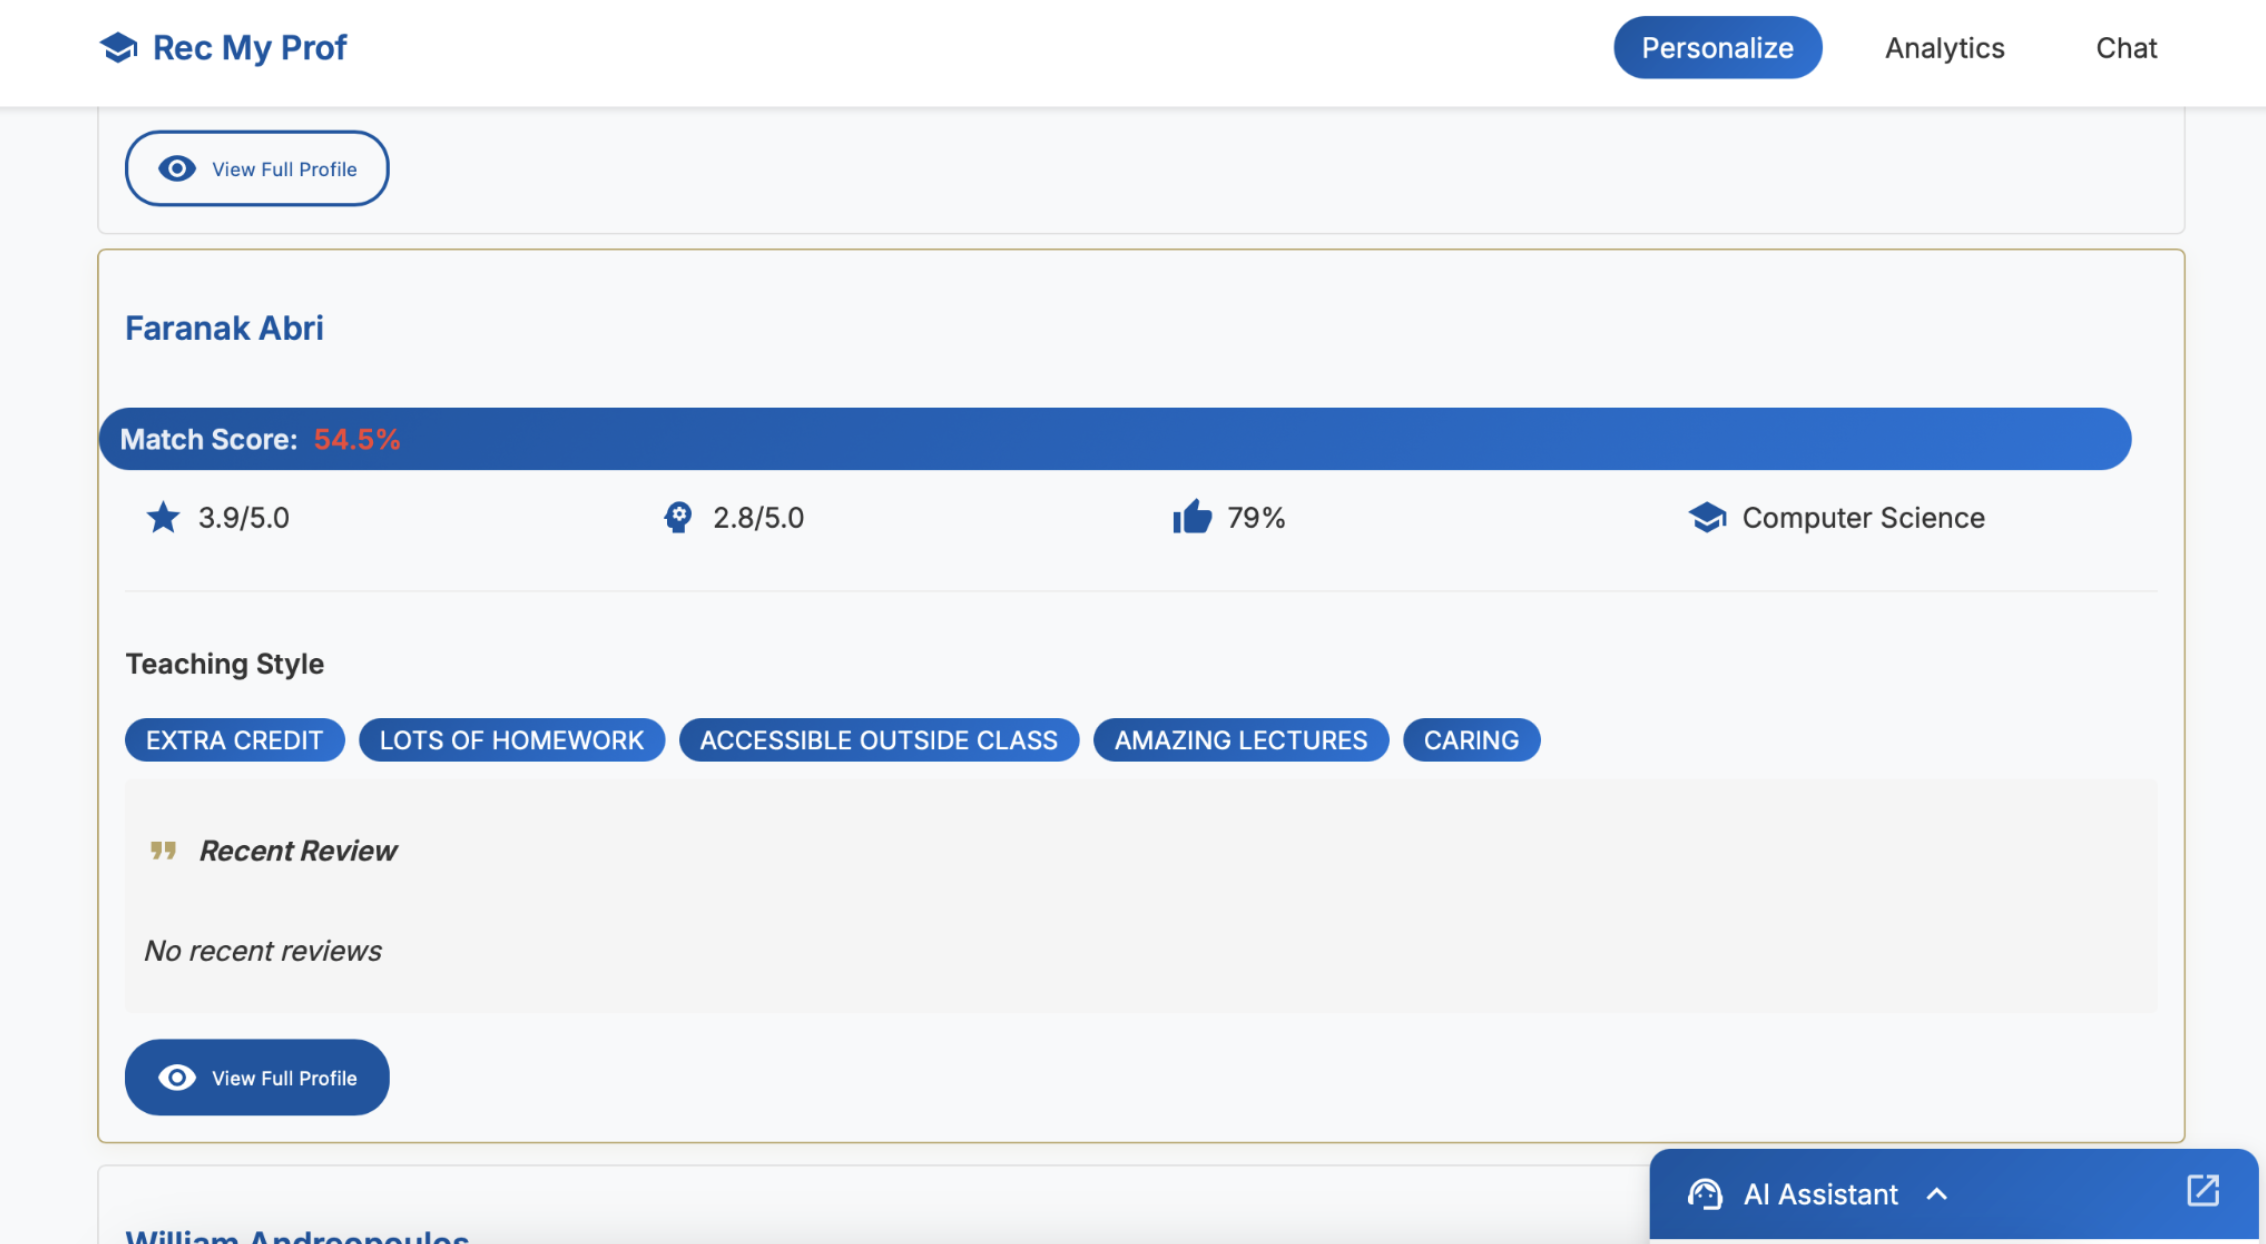 Rec My Prof
Personalize
Analytics
Chat
View Full Profile
Faranak Abri
Match Score: 54.5%
3.9/5.0
2.8/5.0
79%
Computer Science
Teaching Style
EXTRA CREDIT
LOTS OF HOMEWORK
ACCESSIBLE OUTSIDE CLASS
AMAZING LECTURES
CARING
Recent Review
No recent reviews
View Full Profile
William Andreopoulos
AI Assistant